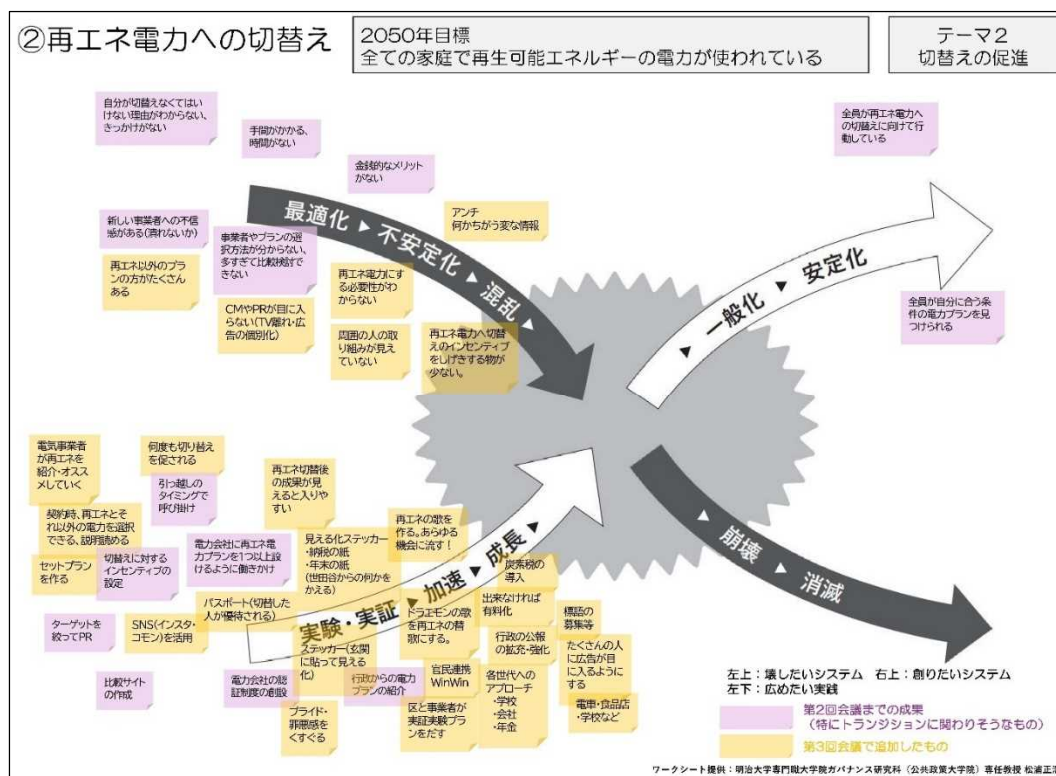 ②再エネ電力への切替え
2050年目標
全ての家庭で再生可能エネルギーの電力が使われている
テーマ2
切替えの促進
自分が切替えなくてはい
けない理由がわからない、
きっかけがない
手間がかかる、
時間がない
金銭的なメリット
がない
アンチ
何かちがう変な情報
新しい事業者への不信
感がある(潰れないか)
事業者やプランの選
択方法が分からない、
多すぎて比較検討で
きない
再エネ以外のプラ
ンの方がたくさん
ある
再エネ電力にす
る必要性がわ
からない
CMやPRが目に入
らない(TV離れ・広
告の個別化)
周囲の人の取
り組みが見え
ていない
再エネ電力へ切替
えのインセンティブ
をしげきする物が
少ない。
最適化▶不安定化▶混乱▶
全員が再エネ電力へ
の切替えに向けて行
動している
▶一般化▶安定化
全員が自分に合う条
件の電力プランを見
つけられる
電気事業者
が再エネを
紹介・オスス
メしていく
何度も切り替え
を促される
引っ越しの
タイミングで
呼び掛け
再エネ切替後
の成果が見
えると入りや
すい
契約時、再エネとそ
れ以外の電力を選択
できる、説明読める
セットプラン
を作る
切替えに対する
インセンティブの
設定
電力会社に再エネ電
力プランを1つ以上設
けるように働きかけ
見える化ステッカー
・納税の紙
・年末の紙
(世田谷からの何かを
かえる)
再エネの歌を
作る。あらゆる
機会に流す!
炭素税の
導入
ターゲットを
絞ってPR
SNS(インスタ・
コモン)を活用
パスポート(切替した
人が優待される)
ドラエモンの歌
を再エネの替
歌にする。
出来なければ
有料化
標語の
募集等
実験・実証▶加速▶成長▶
ステッカー(玄関
に貼って見える
化)
行政の公報
の拡充・強化
たくさんの人
に広告が目
に入るように
する
比較サイト
の作成
電力会社の認
証制度の創設
行政からの電力
プランの紹介
官民連携
WinWin
各世代への
アプローチ
・学校
・会社
・年金
プライド・
罪悪感を
くすぐる
区と事業者が
実証実験プラ
ンをだす
電車・食品店
・学校など
▶崩壊▶消滅
左上:壊したいシステム 右上:創りたいシステム
左下:広めたい実践
第2回会議までの成果
(特にトランジションに関わりそうなもの)
第3回会議で追加したもの
ワークシート提供:明治大学専門職大学院ガバナンス研究科(公共政策大学院)専任教授 松浦正浩